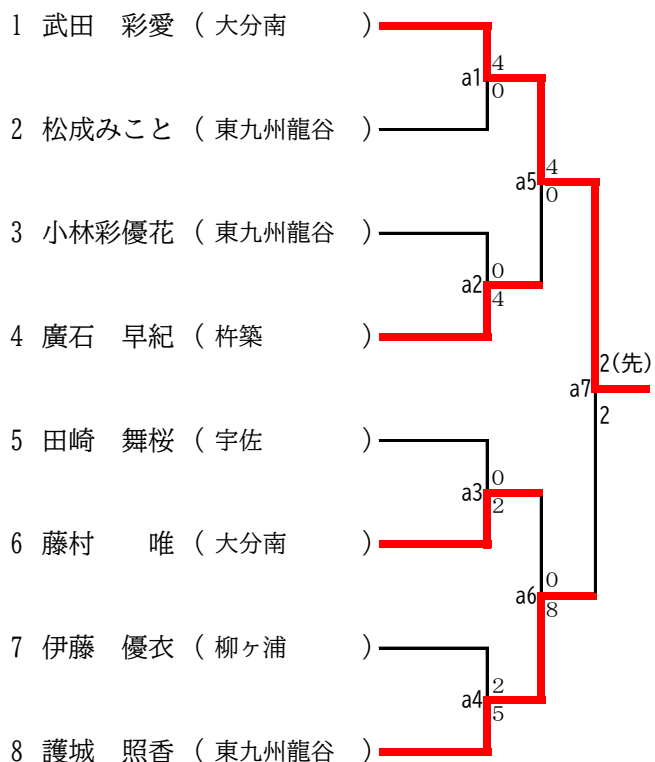 1 武田　彩愛 ( 大分南 )
4
a1
0
2 松成みこと ( 東九州龍谷 )
4
a5
0
3 小林彩優花 ( 東九州龍谷 )
0
a2
4
4 廣石　早紀 ( 杵築 )
2(先)
a7
2
5 田崎　舞桜 ( 宇佐 )
0
a3
2
6 藤村　　唯 ( 大分南 )
0
a6
8
7 伊藤　優衣 ( 柳ヶ浦 )
2
a4
5
8 護城　照香 ( 東九州龍谷 )